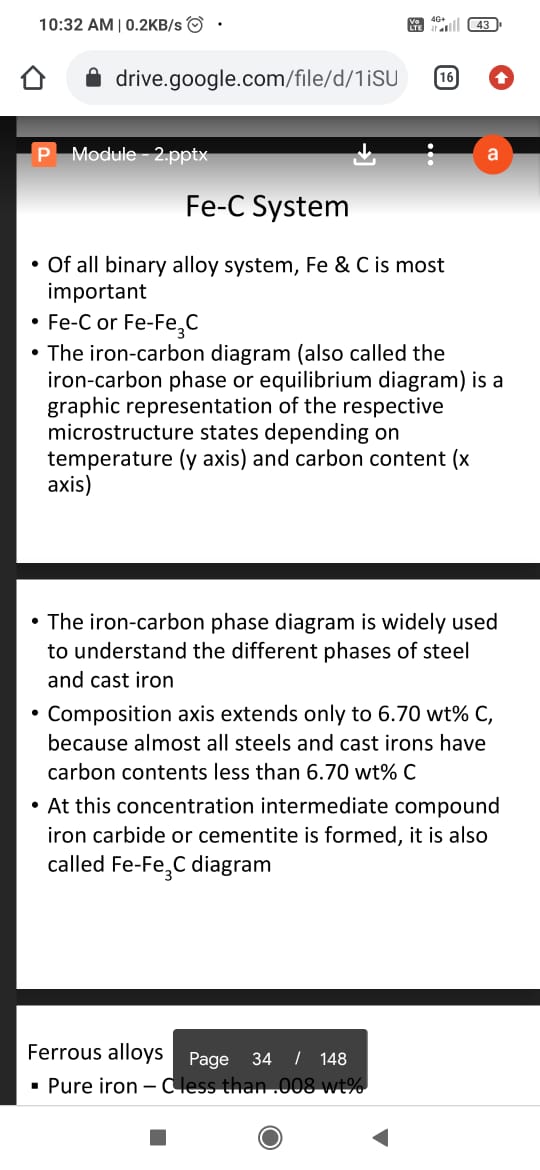 10:32 AM | 0.2KB/s
Vo LTE 4G+ 43
drive.google.com/file/d/1iSU 16
P Module - 2.pptx a
Fe-C System
• Of all binary alloy system, Fe & C is most
important
• Fe-C or Fe-Fe₃C
• The iron-carbon diagram (also called the
iron-carbon phase or equilibrium diagram) is a
graphic representation of the respective
microstructure states depending on
temperature (y axis) and carbon content (x
axis)
• The iron-carbon phase diagram is widely used
to understand the different phases of steel
and cast iron
• Composition axis extends only to 6.70 wt% C,
because almost all steels and cast irons have
carbon contents less than 6.70 wt% C
• At this concentration intermediate compound
iron carbide or cementite is formed, it is also
called Fe-Fe₃C diagram
Ferrous alloys
Page 34 / 148
▪ Pure iron – C less than .008 wt%